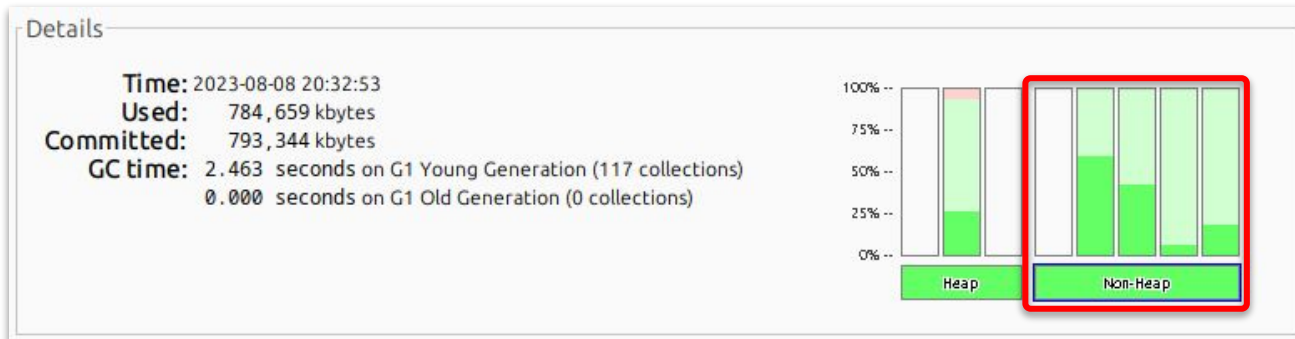 Details
Time: 2023-08-08 20:32:53
Used: 784,659 kbytes
Committed: 793,344 kbytes
GC time: 2.463 seconds on G1 Young Generation (117 collections)
0.000 seconds on G1 Old Generation (0 collections)
100% --
75% --
50% --
25% --
0% --
Heap
Non-Heap